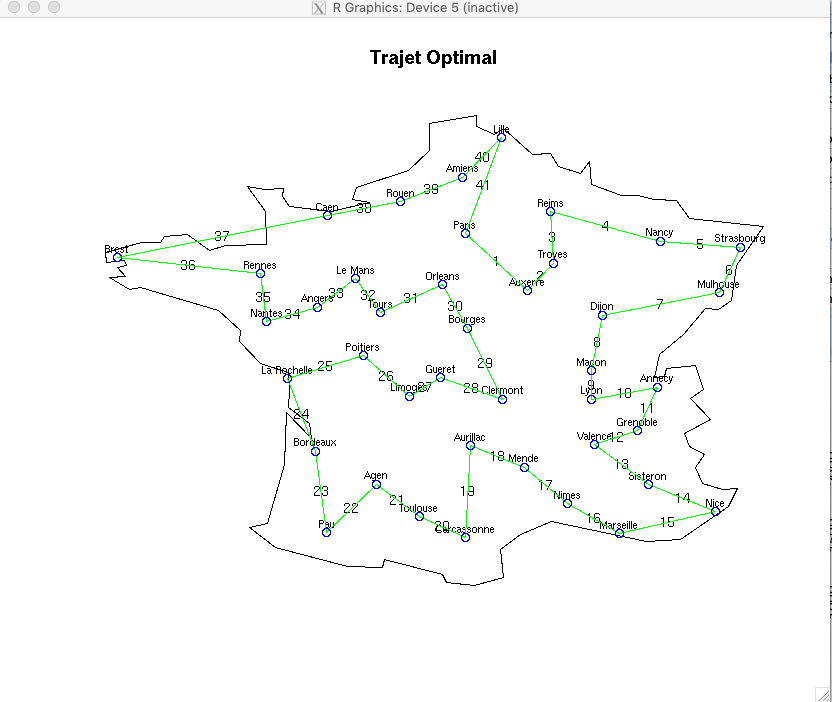 R Graphics: Device 5 (inactive)
Trajet Optimal
Lille
40
Amiens
41
39
Rouen
Caen
38
Reims
4
Paris
37
3
Nancy
5
Strasbourg
Brest
36
Rennes
1
2
Troyes
6
Le Mans
Orleans
Auxerre
Mulhouse
35
Angers
33
32
Tours
31
30
7
Nantes
34
Bourges
Dijon
8
Poitiers
La Rochelle
25
26
29
Macon
9
Gueret
Limoges
27
28
Clermont
Lyon
10
Annecy
24
11
Grenoble
Bordeaux
Aurillac
Valence
12
18
Mende
13
Agen
23
22
21
Toulouse
19
17
Nimes
Sisteron
14
Nice
Pau
20
Carcassonne
16
Marseille
15